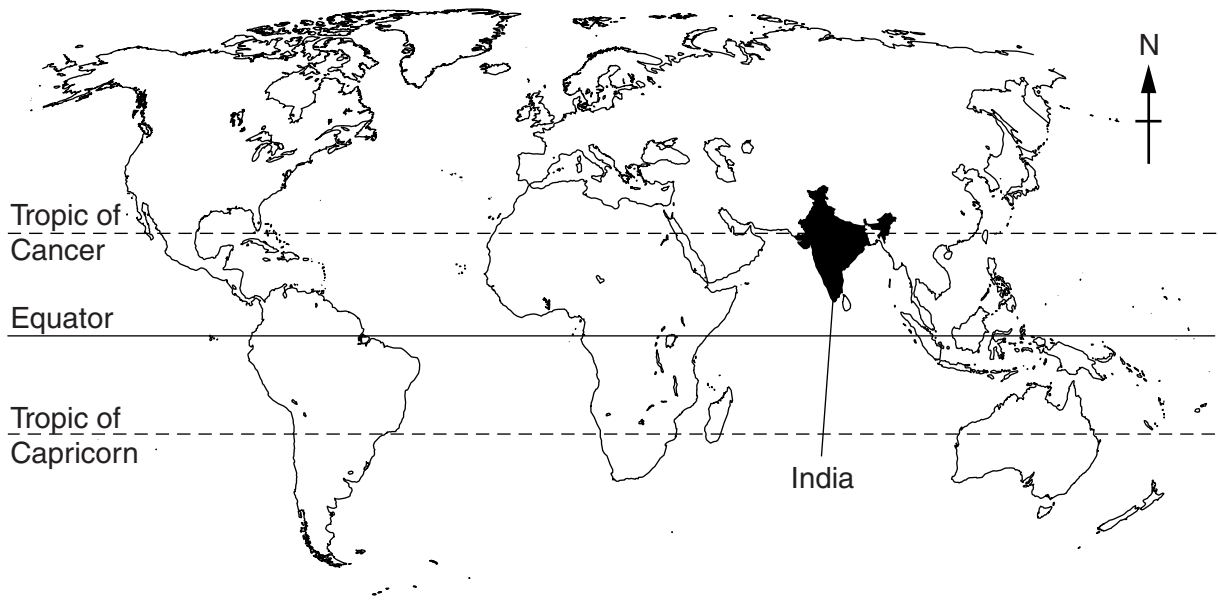 N
Tropic of
Cancer
Equator
Tropic of
Capricorn
India